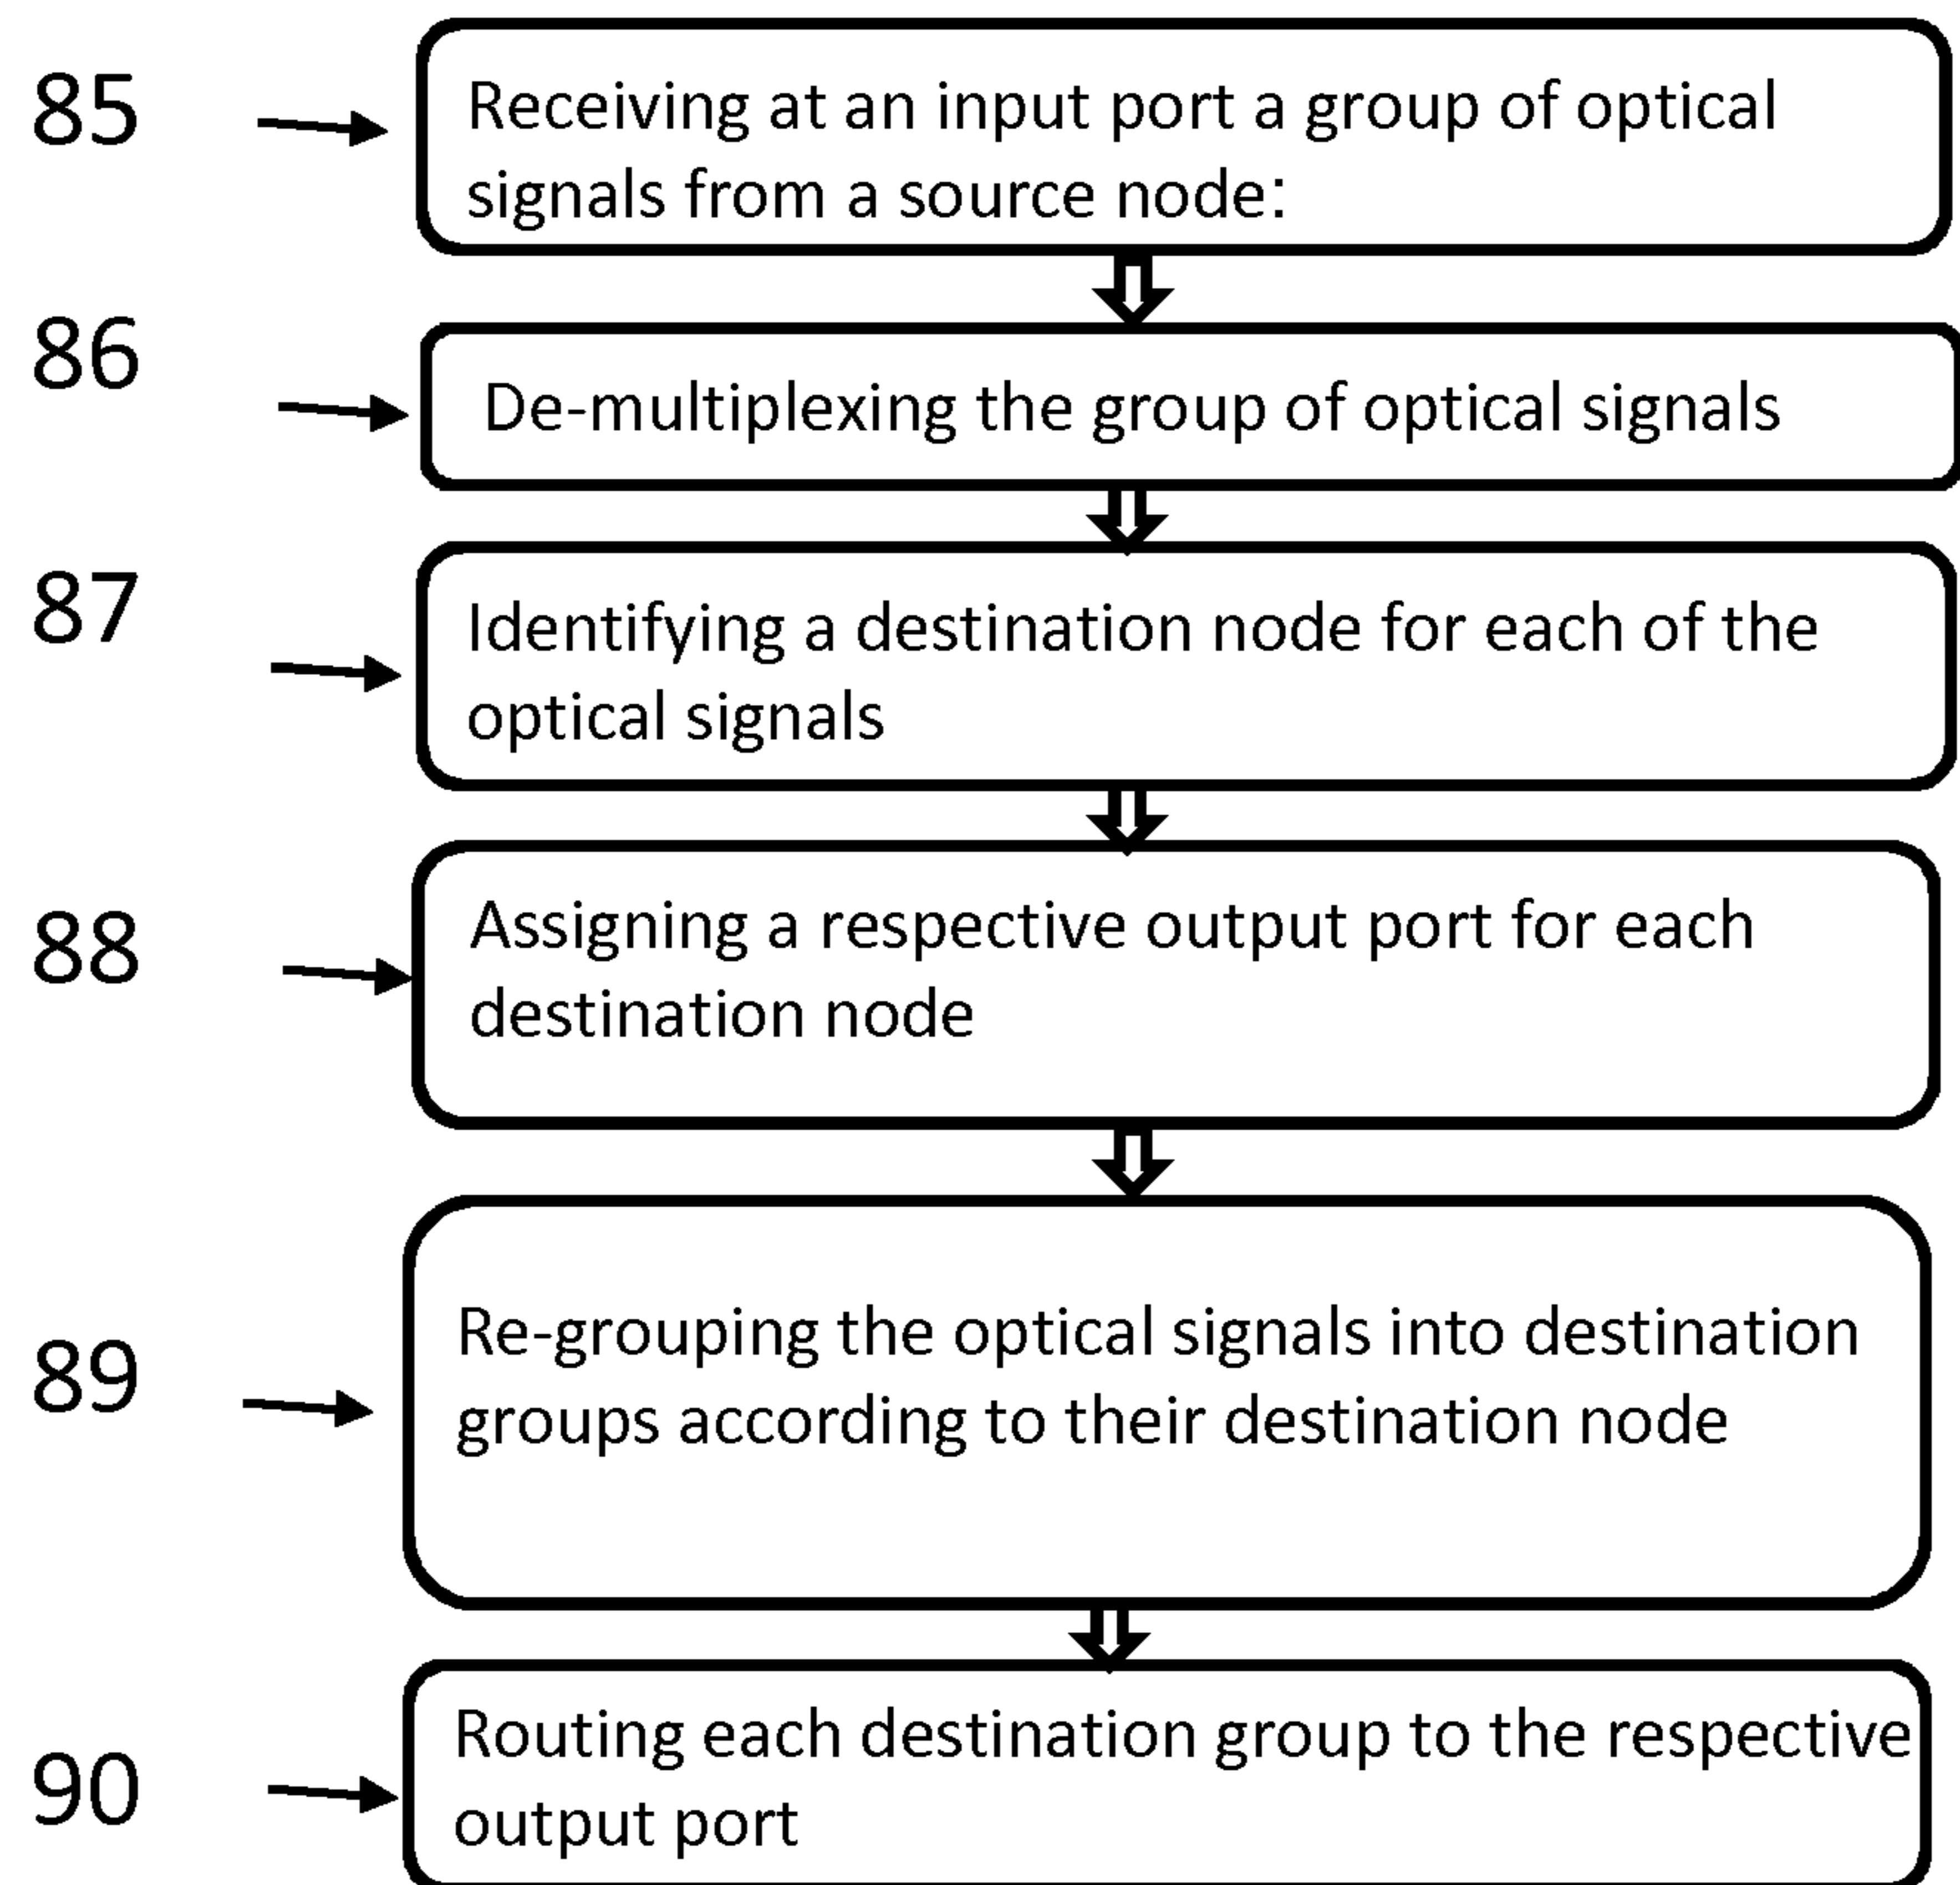 85
Receiving at an input port a group of optical
signals from a source node:
86
De-multiplexing the group of optical signals
87
Identifying a destination node for each of the
optical signals
88
Assigning a respective output port for each
destination node
89
Re-grouping the optical signals into destination
groups according to their destination node
90
Routing each destination group to the respective
output port